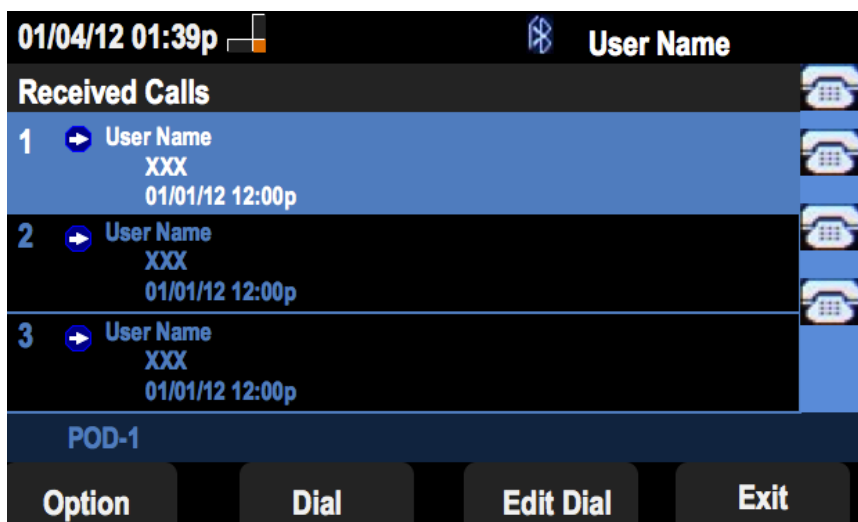 01/04/12 01:39p
User Name
Received Calls
1 User Name
XXX
01/01/12 12:00p
2 User Name
XXX
01/01/12 12:00p
3 User Name
XXX
01/01/12 12:00p
POD-1
Option Dial Edit Dial Exit